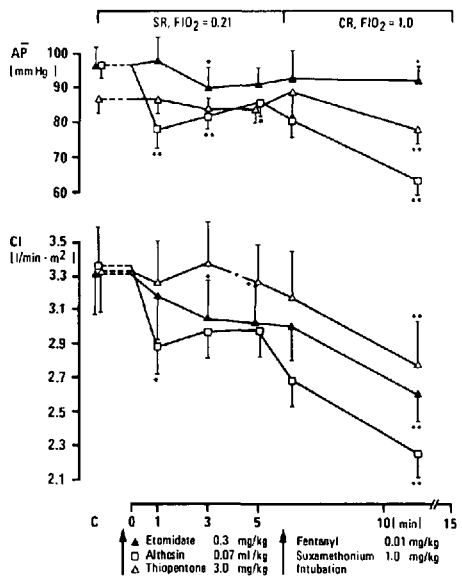 SR, FIO₂ = 0.21 CR, FIO₂ = 1.0
AP̅
[mm Hg]
100
90
80
70
60
*
*
**
**
**
**
**
CI
[l/min · m²]
3.5
3.3
3.1
2.9
2.7
2.5
2.3
2.1
*
*
*
**
**
**
C 0 1 3 5 10 [min] 15
▲ Etomidate 0.3 mg/kg
□ Althesin 0.07 ml/kg
△ Thiopentone 3.0 mg/kg
Fentanyl 0.01 mg/kg
Suxamethonium 1.0 mg/kg
Intubation